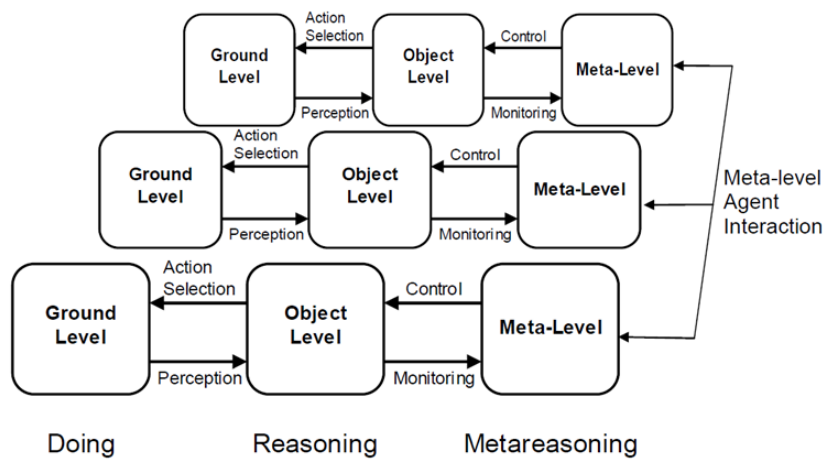 Action
Selection
Control
Ground
Level
Object
Level
Meta-Level
Perception
Monitoring
Action
Selection
Control
Ground
Level
Object
Level
Meta-Level
Perception
Monitoring
Meta-level
Agent
Interaction
Action
Selection
Control
Ground
Level
Object
Level
Meta-Level
Perception
Monitoring
Doing
Reasoning
Metareasoning